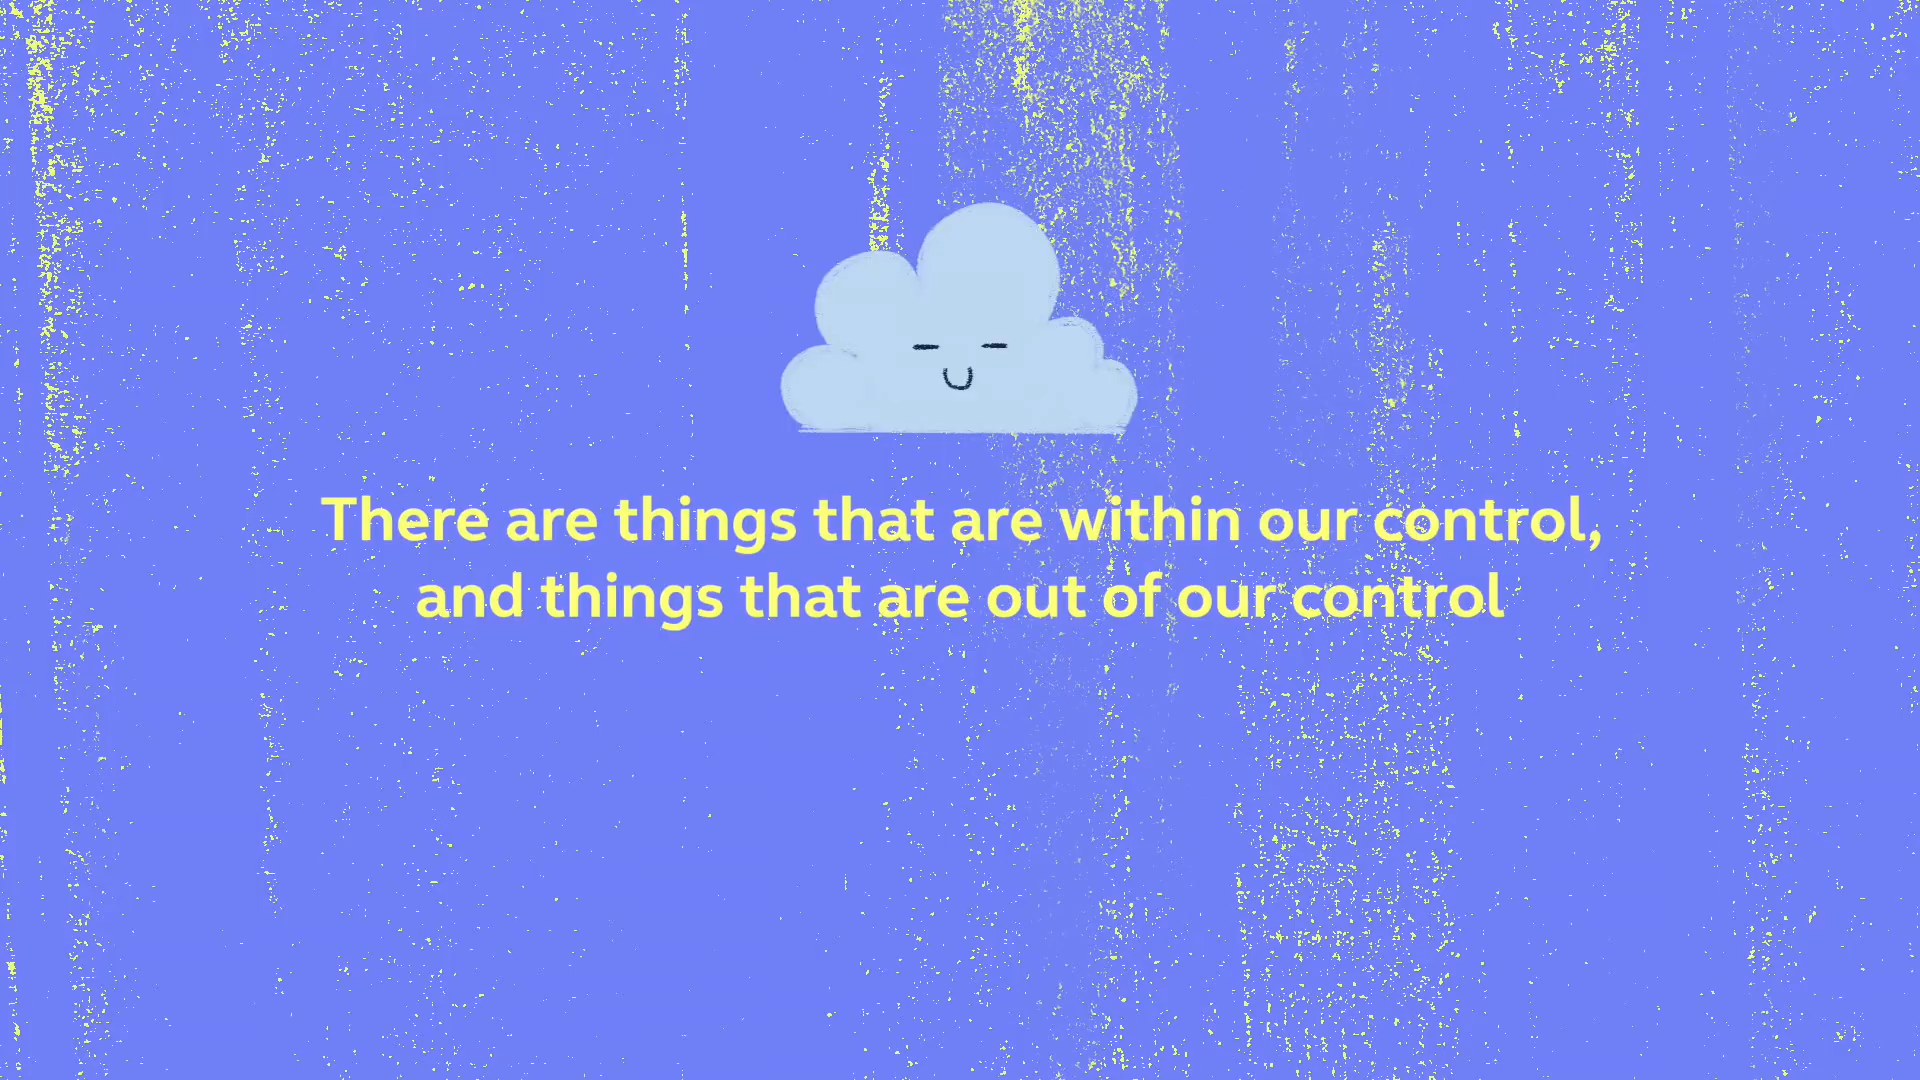 There are things that are within our control,
and things that are out of our control